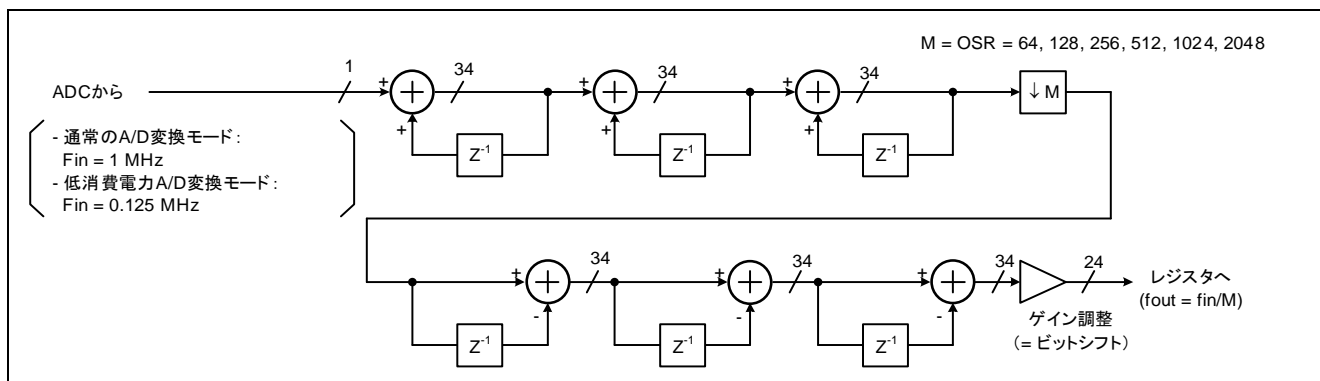 M = OSR = 64, 128, 256, 512, 1024, 2048
1
34
34
34
ADCから
+
+
+
↓ M
+
+
+
Z-1
Z-1
Z-1
- 通常のA/D変換モード:
Fin = 1 MHz
- 低消費電力A/D変換モード:
Fin = 0.125 MHz
34
34
34
24
+
+
+
レジスタへ
(fout = fin/M)
-
-
-
Z-1
Z-1
Z-1
ゲイン調整
(= ビットシフト)